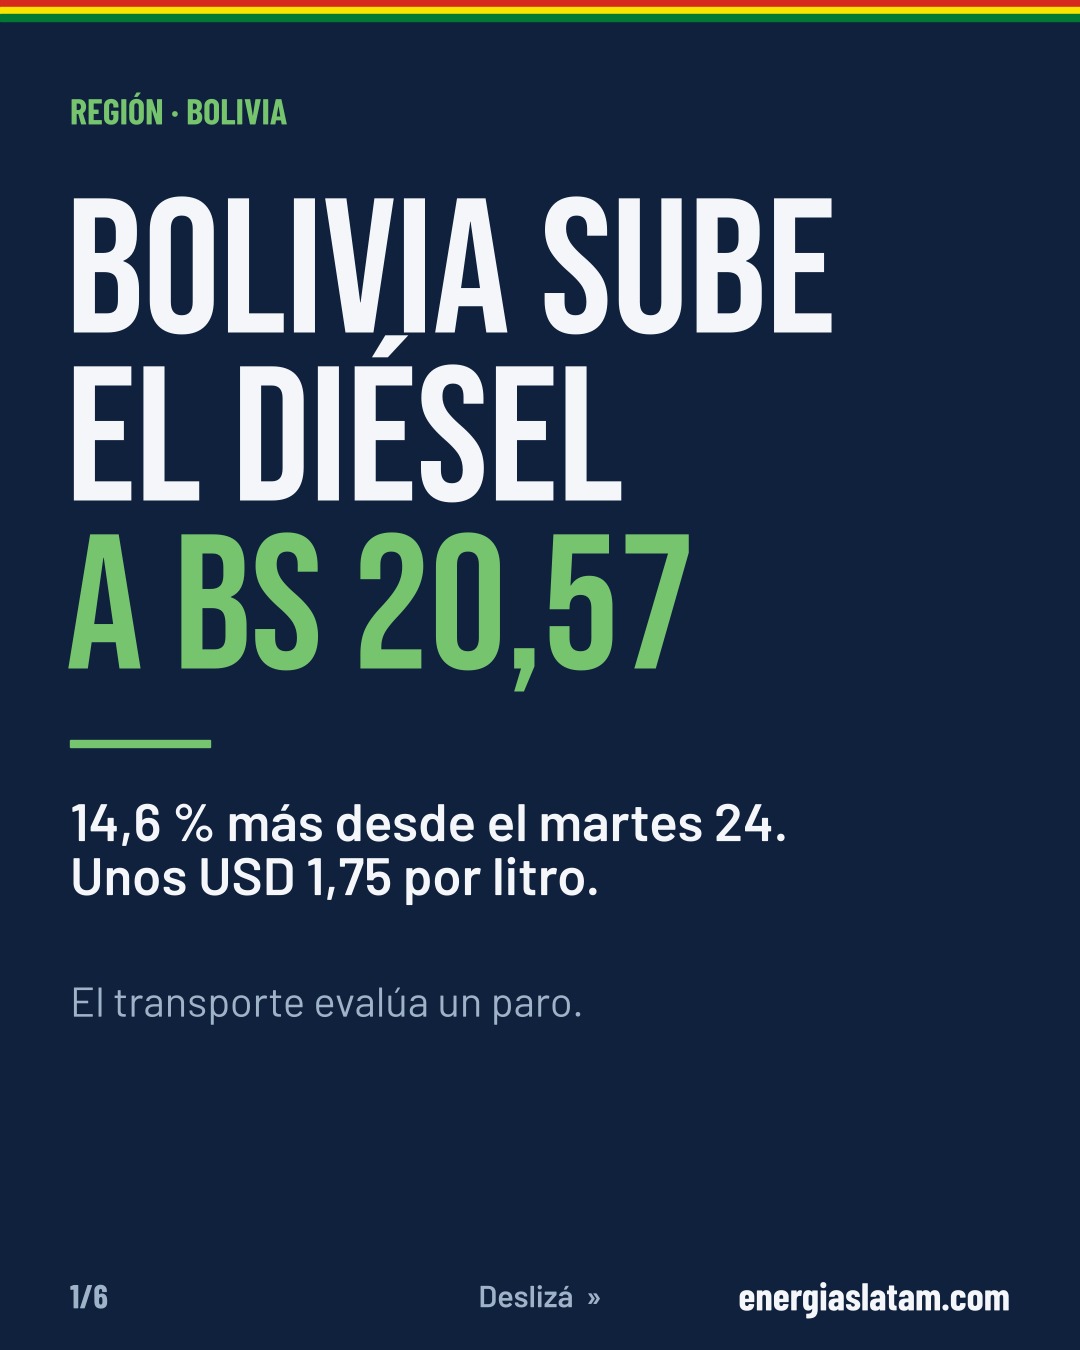 REGIÓN · BOLIVIA
BOLIVIA SUBE
EL DIÉSEL
A BS 20,57
14,6 % más desde el martes 24.
Unos USD 1,75 por litro.
El transporte evalúa un paro.
1/6
Deslizá »
energiaslatam.com